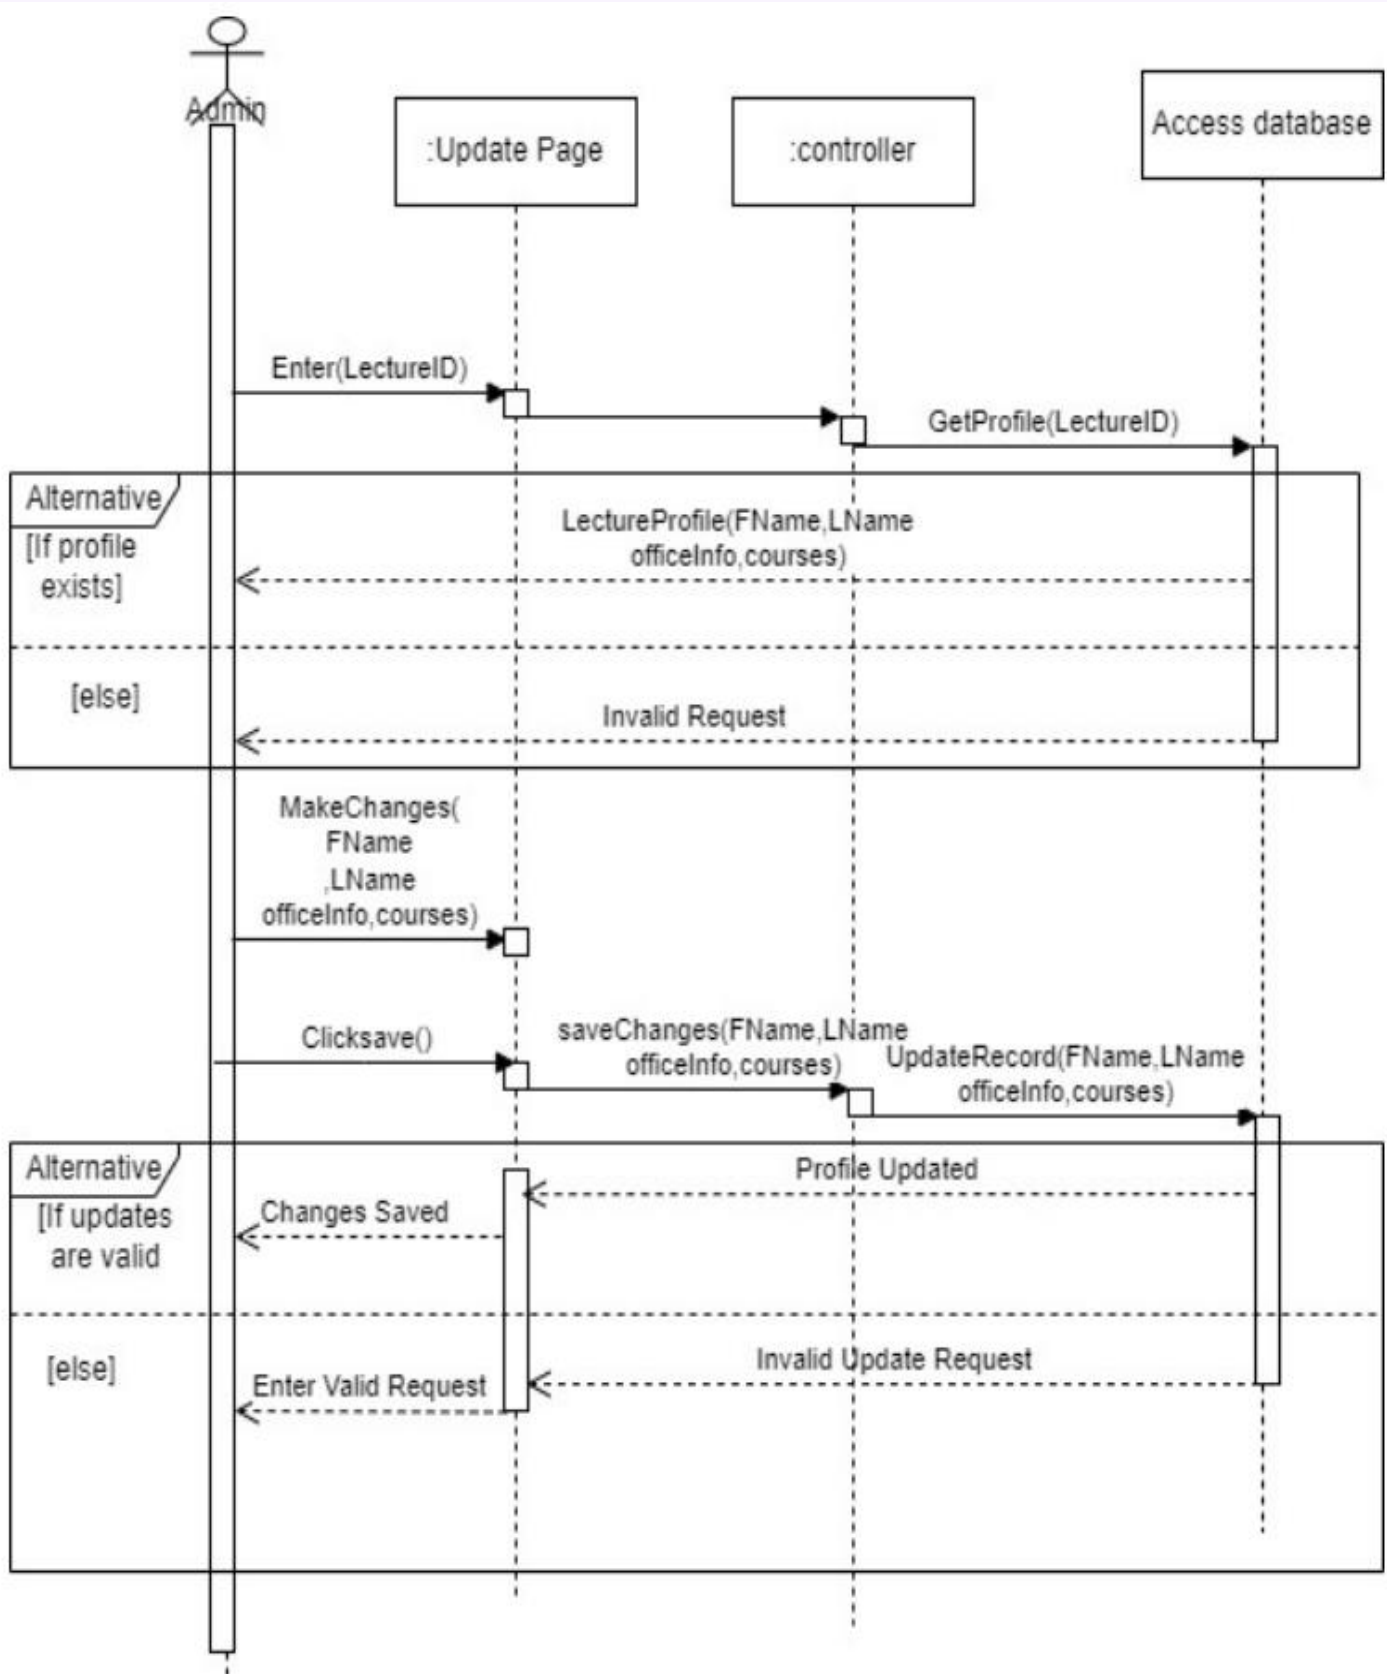 Admin
:Update Page
:controller
Access database
Enter(LectureID)
GetProfile(LectureID)
Alternative
[If profile
exists]
LectureProfile(FName,LName
officeInfo,courses)
[else]
Invalid Request
MakeChanges(
FName
,LName
officeInfo,courses)
Clicksave()
saveChanges(FName,LName
officeInfo,courses)
UpdateRecord(FName,LName
officeInfo,courses)
Alternative
[If updates
are valid
Profile Updated
Changes Saved
[else]
Invalid Update Request
Enter Valid Request